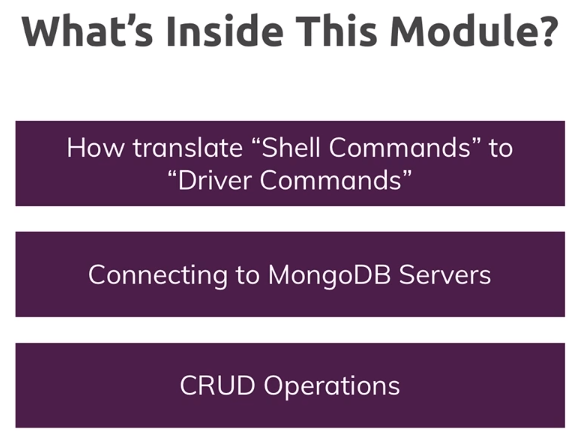 What’s Inside This Module?
How translate “Shell Commands” to
“Driver Commands”
Connecting to MongoDB Servers
CRUD Operations